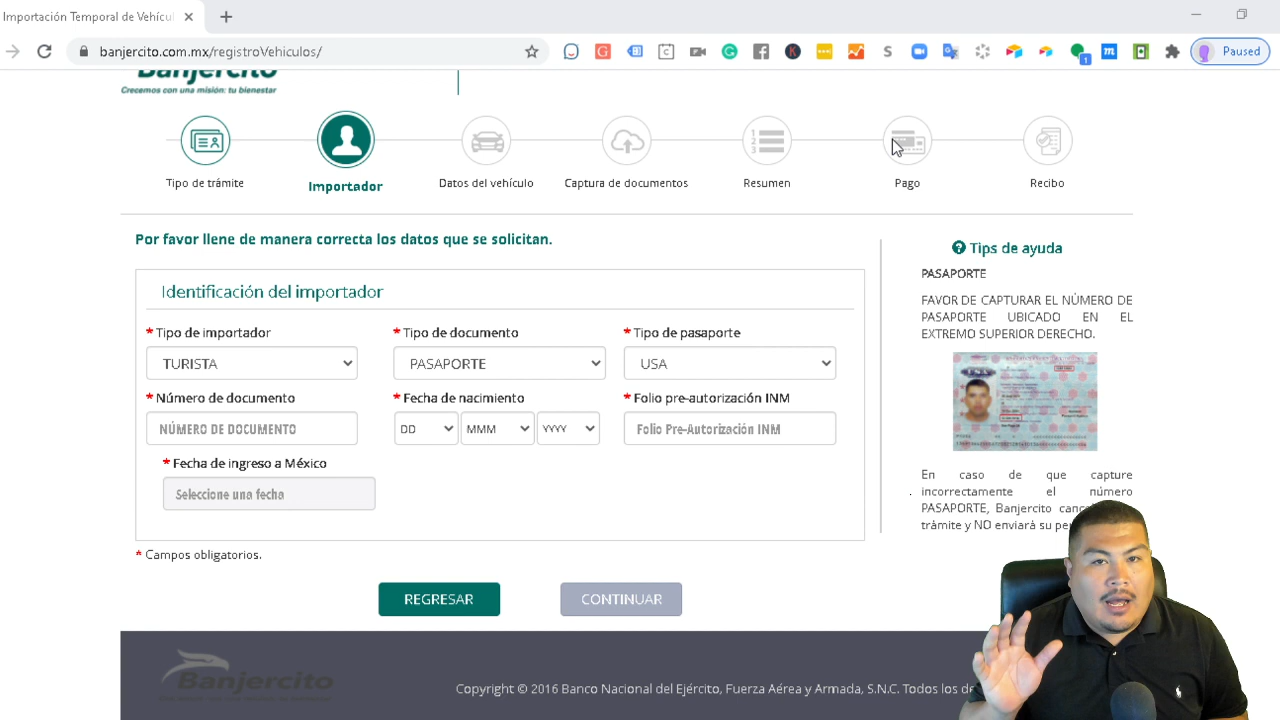 Importación Temporal de Vehícul
banjercito.com.mx/registroVehiculos/
Paused
Banjercito
Crecemos con una misión: tu bienestar
Tipo de trámite
Importador
Datos del vehículo
Captura de documentos
Resumen
Pago
Recibo
Por favor llene de manera correcta los datos que se solicitan.
Identificación del importador
* Tipo de importador
* Tipo de documento
* Tipo de pasaporte
TURISTA
PASAPORTE
USA
* Número de documento
* Fecha de nacimiento
* Folio pre-autorización INM
NÚMERO DE DOCUMENTO
DD
MMM
YYYY
Folio Pre-Autorización INM
* Fecha de ingreso a México
Seleccione una fecha
* Campos obligatorios.
REGRESAR
CONTINUAR
Tips de ayuda
PASAPORTE
FAVOR DE CAPTURAR EL NÚMERO DE
PASAPORTE UBICADO EN EL
EXTREMO SUPERIOR DERECHO.
En caso de que capture
incorrectamente el número
PASAPORTE, Banjercito
trámite y NO enviará su
Banjercito
Copyright © 2016 Banco Nacional del Ejército, Fuerza Aérea y Armada, S.N.C. Todos los